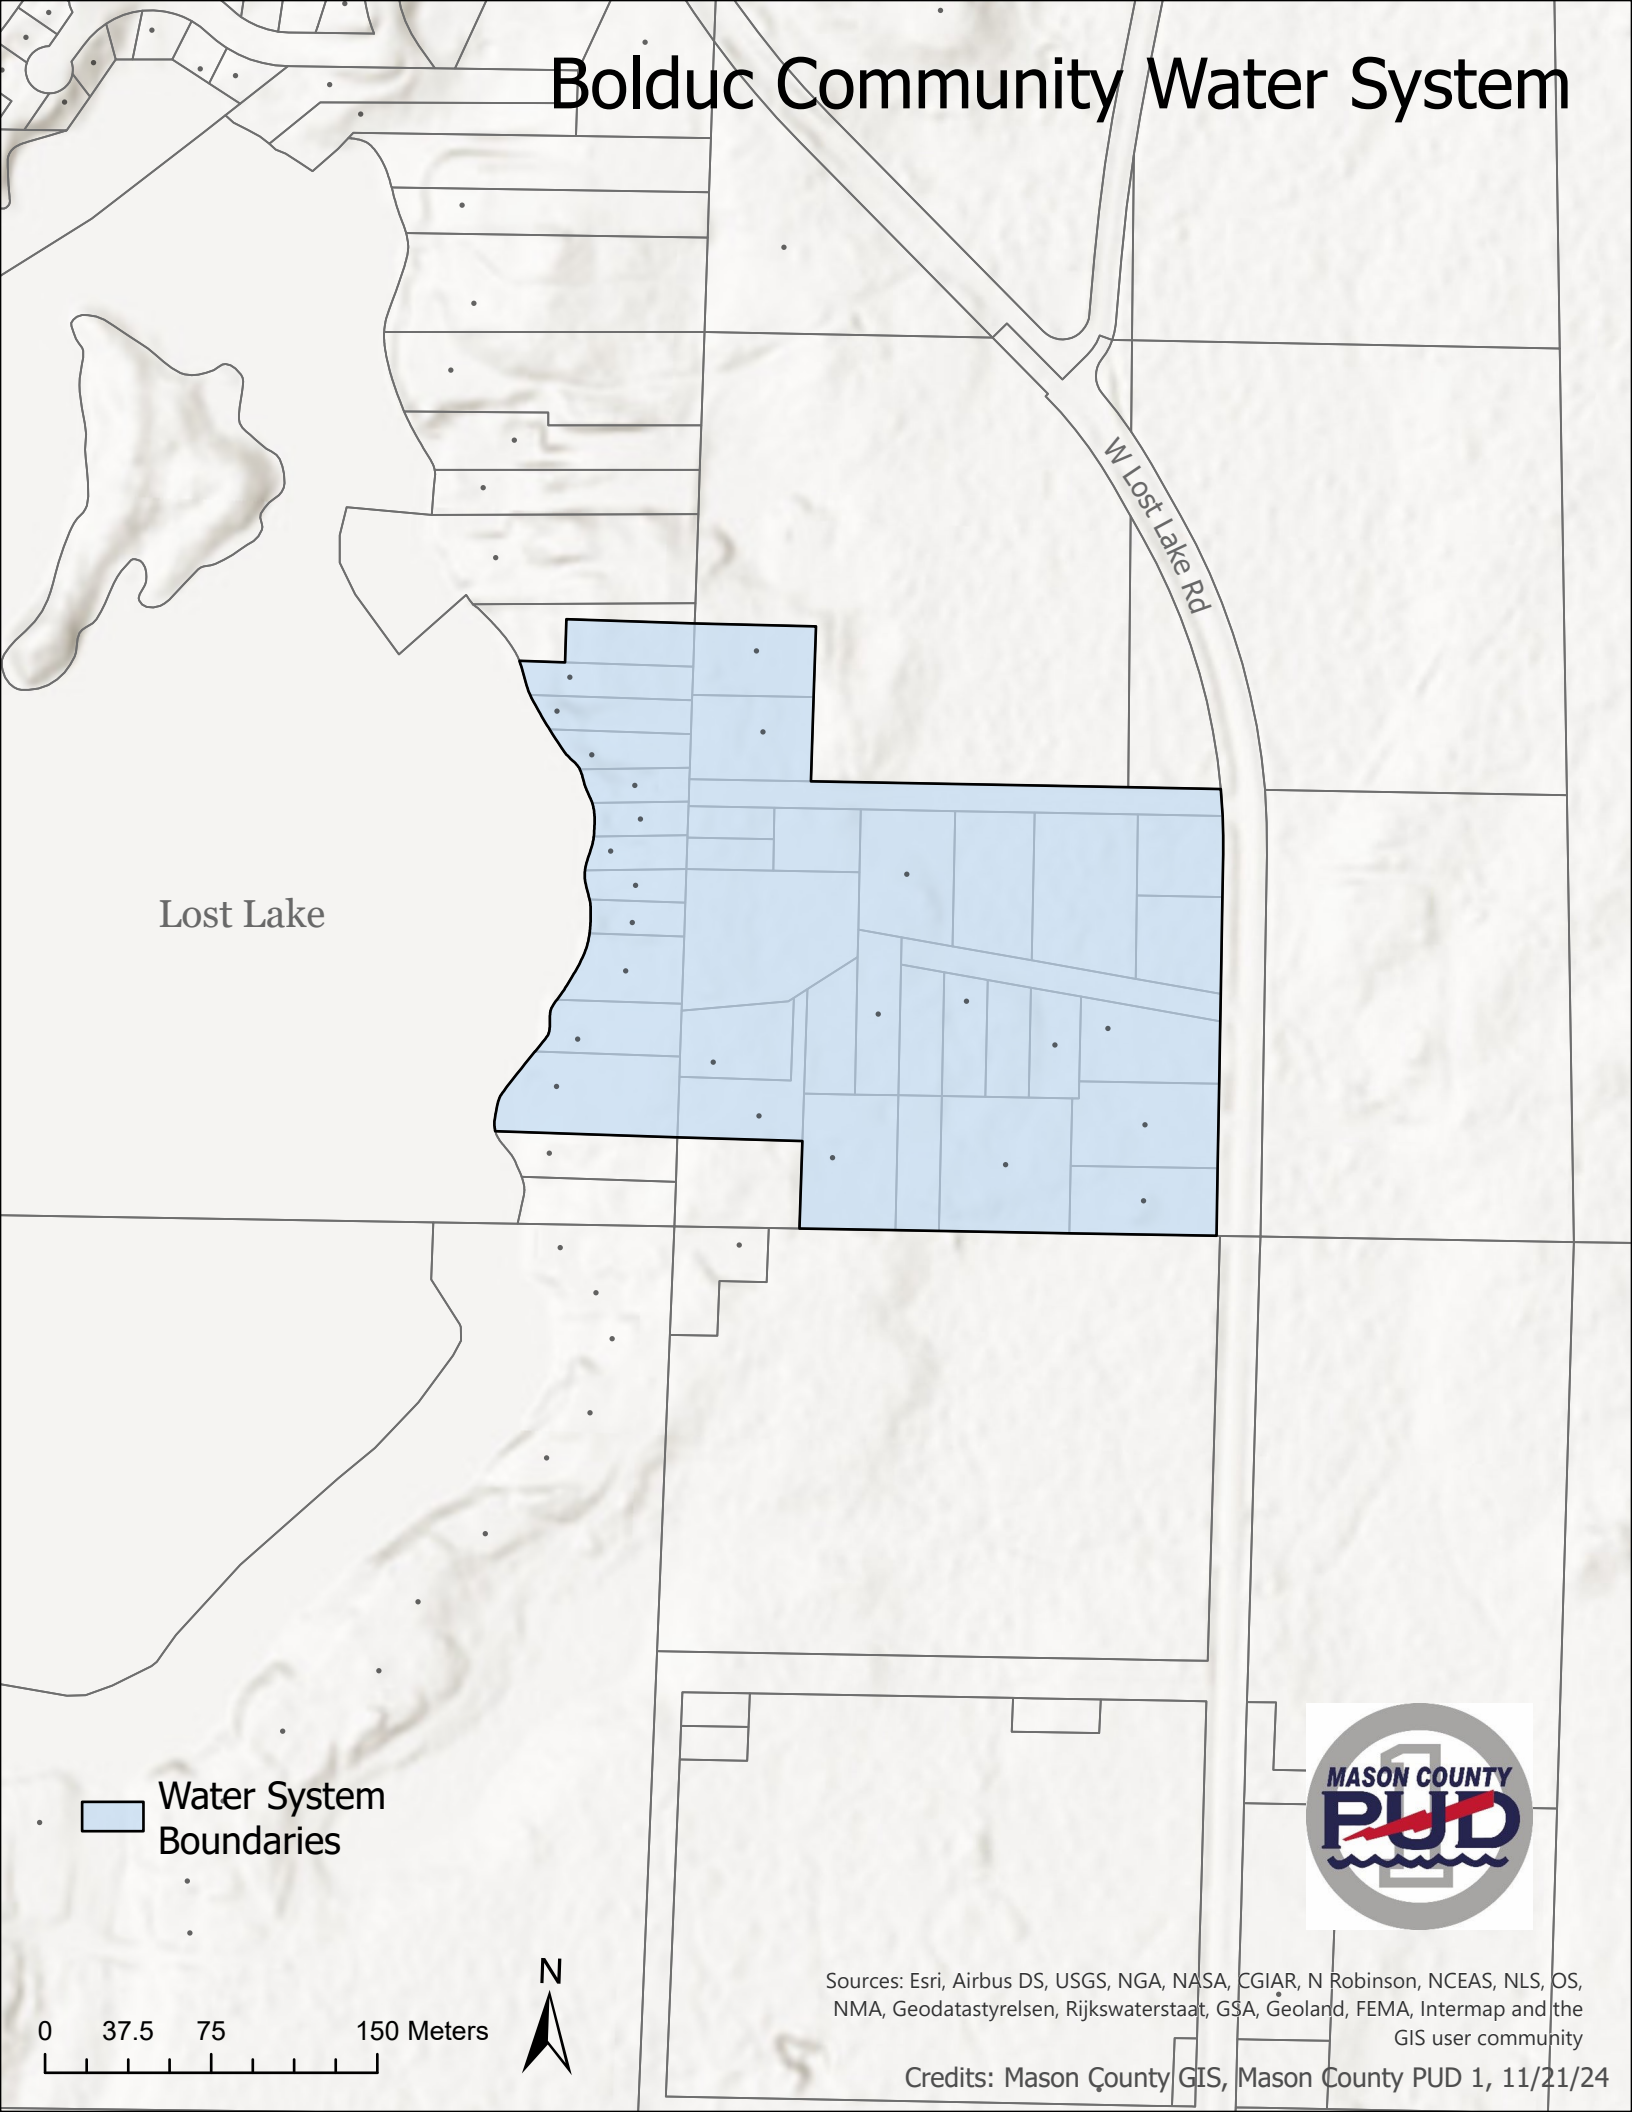 Bolduc Community Water System
W Lost Lake Rd
Lost Lake
Water System
Boundaries
1
MASON COUNTY
PUD
N
0 37.5 75 150 Meters
Sources: Esri, Airbus DS, USGS, NGA, NASA, CGIAR, N Robinson, NCEAS, NLS, OS,
NMA, Geodatastyrelsen, Rijkswaterstaat, GSA, Geoland, FEMA, Intermap and the
GIS user community
Credits: Mason County GIS, Mason County PUD 1, 11/21/24